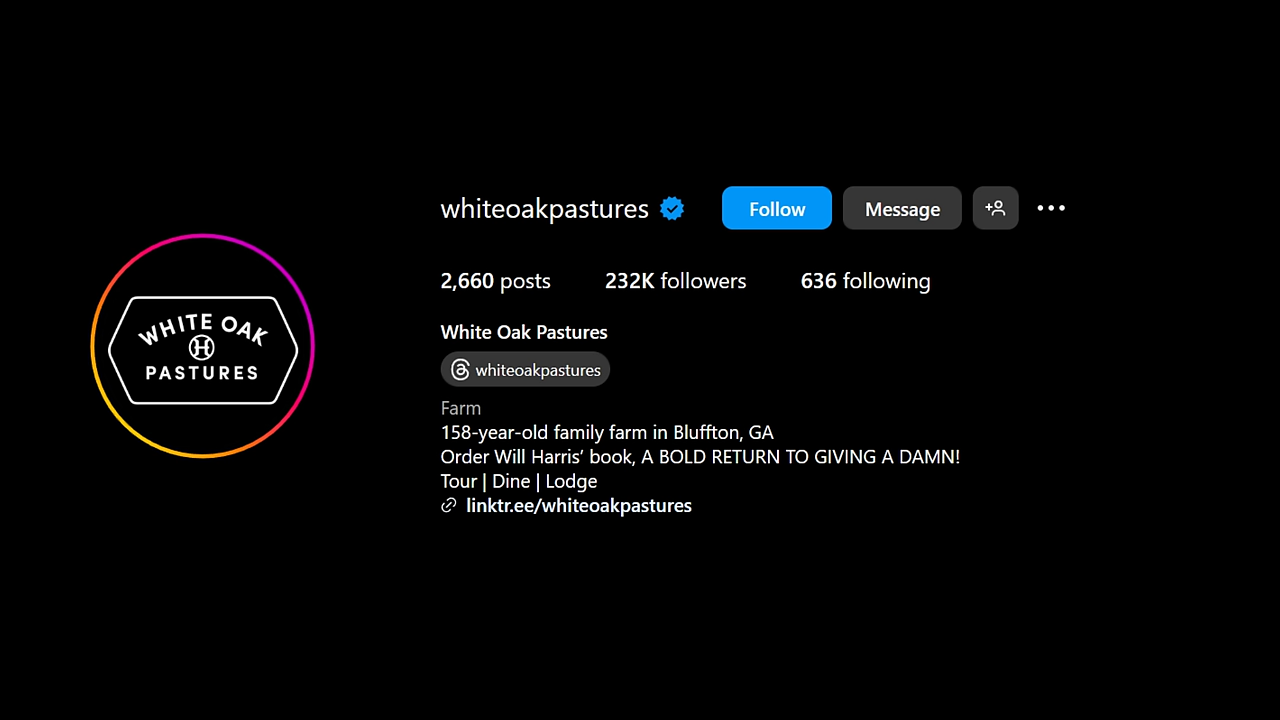 WHITE OAK
H
PASTURES
whiteoakpastures
Follow
Message
2,660 posts
232K followers
636 following
White Oak Pastures
whiteoakpastures
Farm
158-year-old family farm in Bluffton, GA
Order Will Harris’ book, A BOLD RETURN TO GIVING A DAMN!
Tour | Dine | Lodge
linktr.ee/whiteoakpastures